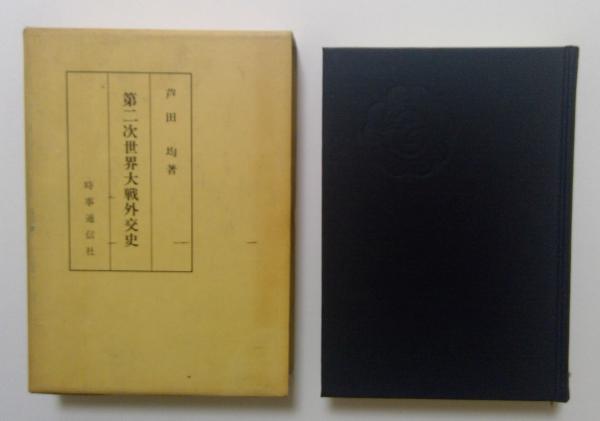 芦田 均著
第二次世界大戦外交史
時事通信社